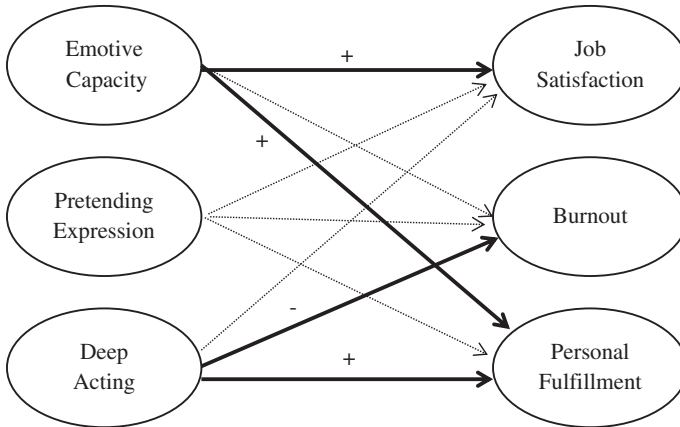 Emotive
Capacity
+
Job
Satisfaction
+
Pretending
Expression
Burnout
-
Deep
Acting
+
Personal
Fulfillment